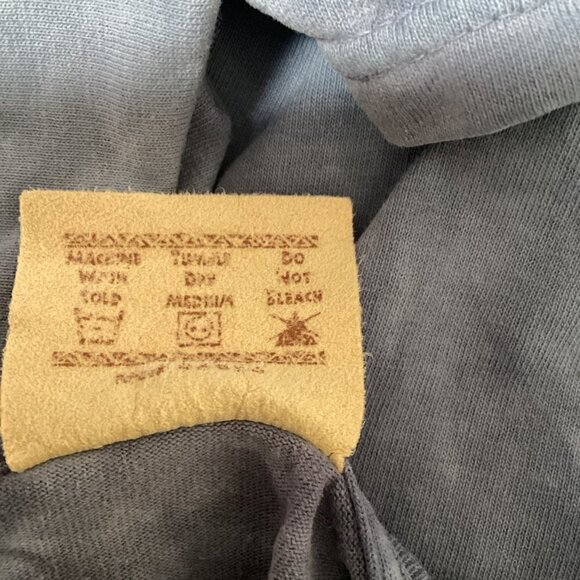 MACHINE TUMBLE DO
WASH DRY NOT
COLD MEDIUM BLEACH